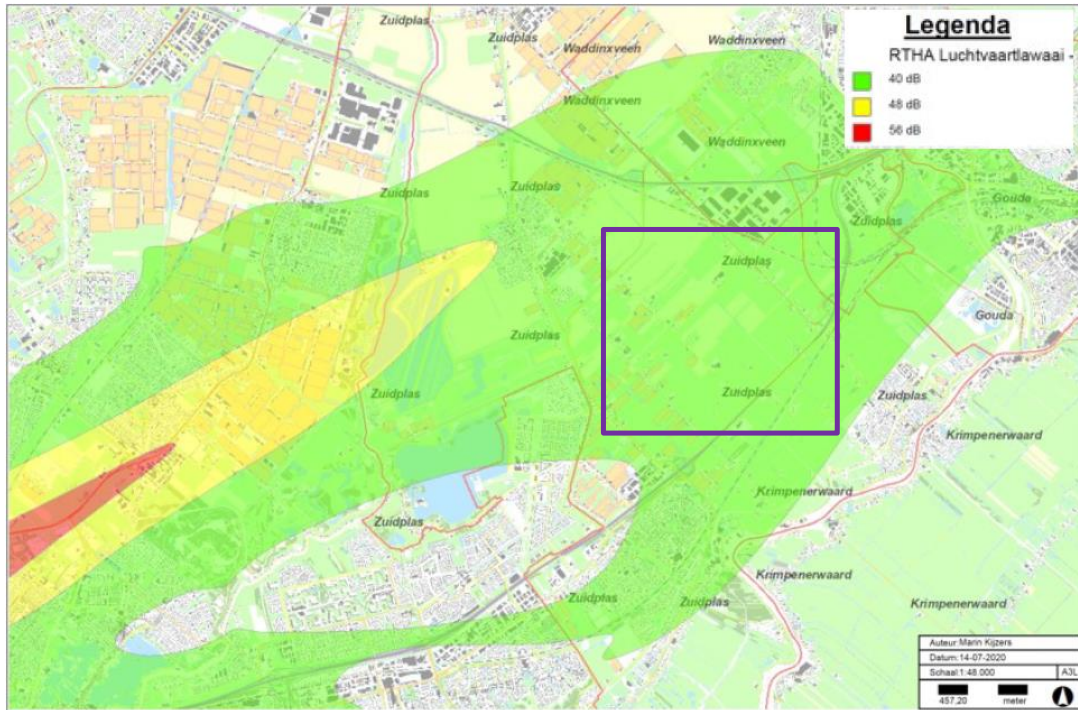 Legenda
RTHA Luchtvaartlawaai -
40 dB
48 dB
56 dB
Zuidplas
Zuidplas
Waddinxveen
Waddinxveen
Waddinxveen
Waddinxveen
Zuidplas
Zuidplas
Zuidplas
Gouda
Zuidplas
Gouda
Zuidplas
Zuidplas
Zuidplas
Zuidplas
Krimpenerwaard
Krimpenerwaard
Zuidplas
Krimpenerwaard
Krimpenerwaard
Zuidplas
Zuidplas
Auteur:Marin Kijzers
Datum:14-07-2020
Schaal:1:48.000
A3L
457,20
meter